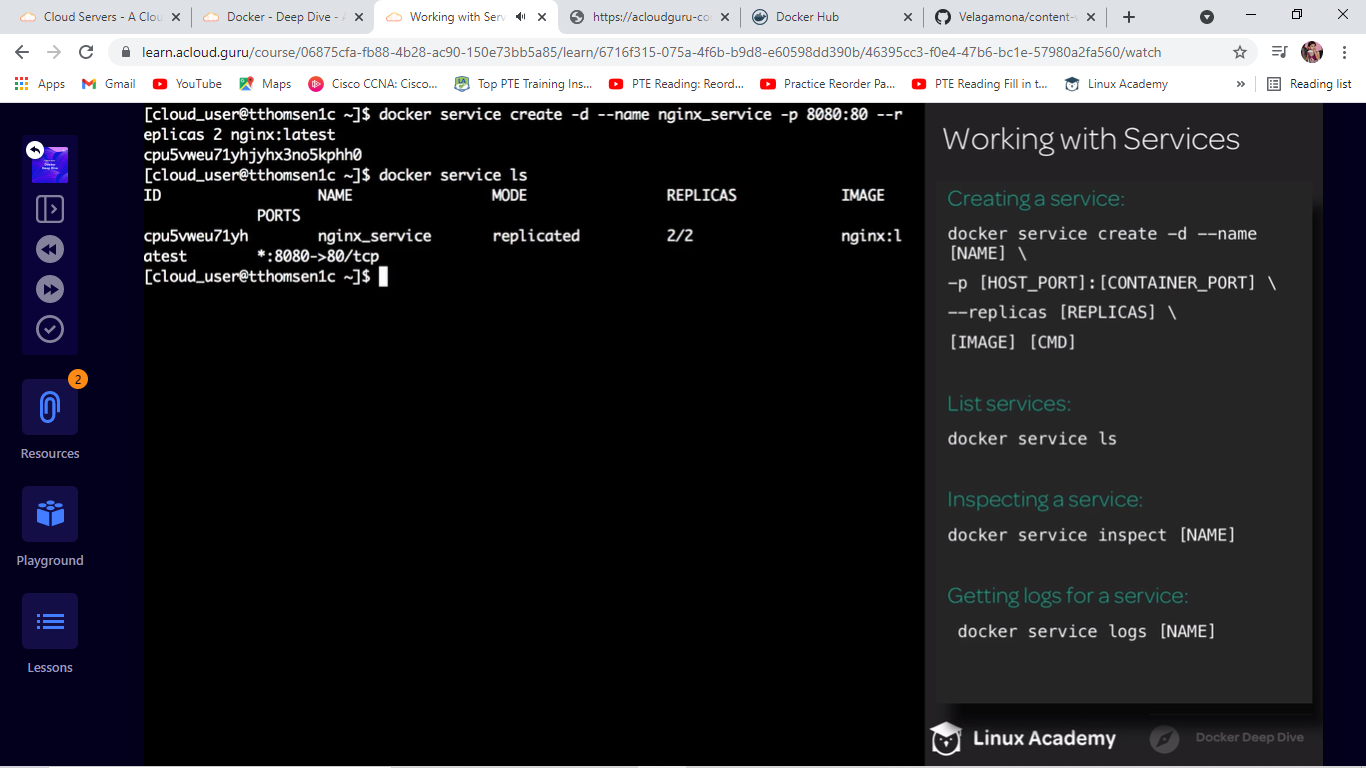 Cloud Servers - A Clou
Docker - Deep Dive - A
Working with Serv
https://acloudguru-co
Docker Hub
Velagamona/content-
learn.acloud.guru/course/06875cfa-fb88-4b28-ac90-150e73bb5a85/learn/6716f315-075a-4f6b-b9d8-e60598dd390b/46395cc3-f0e4-47b6-bc1e-57980a2fa560/watch
Apps
Gmail
YouTube
Maps
Cisco CCNA: Cisco...
Top PTE Training Ins...
PTE Reading: Reord...
Practice Reorder Pa...
PTE Reading Fill in t...
Linux Academy
»
Reading list
2
Resources
Playground
Lessons
[cloud_user@tthomsen1c ~]$ docker service create -d --name nginx_service -p 8080:80 --r
eplicas 2 nginx:latest
cpu5vweu71yhjyhx3no5kphh0
[cloud_user@tthomsen1c ~]$ docker service ls
ID NAME MODE REPLICAS IMAGE
PORTS
cpu5vweu71yh nginx_service replicated 2/2 nginx:l
atest *:8080->80/tcp
[cloud_user@tthomsen1c ~]$
Working with Services
Creating a service:
docker service create -d --name
[NAME] \
-p [HOST_PORT]:[CONTAINER_PORT] \
--replicas [REPLICAS] \
[IMAGE] [CMD]
List services:
docker service ls
Inspecting a service:
docker service inspect [NAME]
Getting logs for a service:
docker service logs [NAME]
Linux Academy
Docker Deep Dive